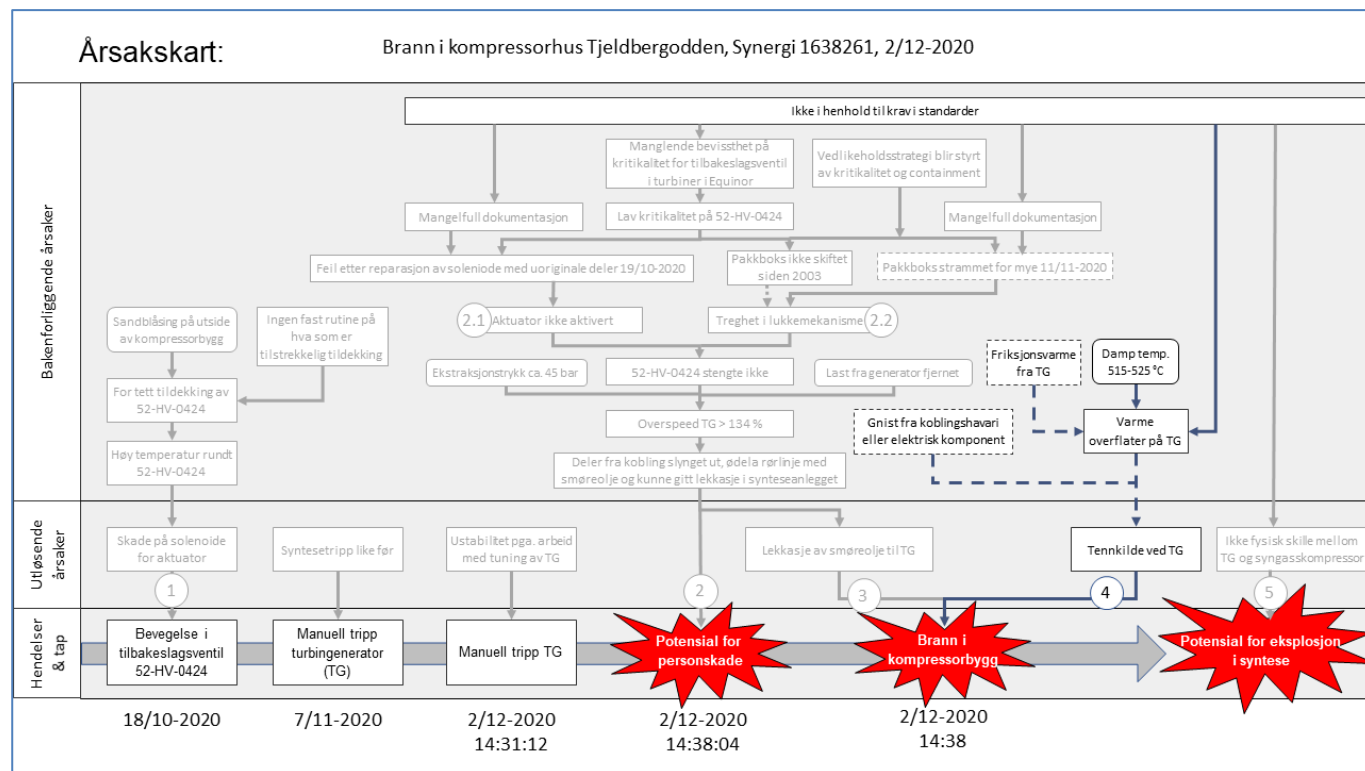 Årsakskart:
Brann i kompressorhus Tjeldbergodden, Synergi 1638261, 2/12-2020
Bakenforliggende årsaker
Ikke i henhold til krav i standarder
Manglende bevissthet på
kritikalitet for tilbakeslagsventil
i turbiner i Equinor
Vedlikeholdsstrategi blir styrt
av kritikalitet og containment
Mangelfull dokumentasjon
Lav kritikalitet på 52-HV-0424
Mangelfull dokumentasjon
Feil etter reparasjon av soleniode med uoriginale deler 19/10-2020
Pakkboks ikke skiftet
siden 2003
Pakkboks strammet for mye 11/11-2020
Sandblåsing på utside
av kompressorbygg
Ingen fast rutine på
hva som er
tilstrekkelig tildekking
2.1
Aktuator ikke aktivert
Treghet i lukkemekanisme
2.2
Ekstraksjonstrykk ca. 45 bar
52-HV-0424 stengte ikke
Last fra generator fjernet
Friksjonsvarme
fra TG
Damp temp.
515-525 °C
For tett tildekking av
52-HV-0424
Overspeed TG > 134 %
Gnist fra koblingshavari
eller elektrisk komponent
Varme
overflater på TG
Høy temperatur rundt
52-HV-0424
Deler fra kobling slynget ut, ødela rørlinje med
smøreolje og kunne gitt lekkasje i synteseanlegget
Utløsende
årsaker
Skade på solenoide
for aktuator
Syntesetripp like før
Ustabilitet pga. arbeid
med tuning av TG
Lekkasje av smøreolje til TG
Tennkilde ved TG
Ikke fysisk skille mellom
TG og syngasskompressor
1
2
3
4
5
Hendelser
& tap
Bevegelse i
tilbakeslagsventil
52-HV-0424
Manuell tripp
turbingenerator
(TG)
Manuell tripp TG
Potensial for
personskade
Brann i
kompressorbygg
Potensial for eksplosjon
i syntese
18/10-2020
7/11-2020
2/12-2020
14:31:12
2/12-2020
14:38:04
2/12-2020
14:38